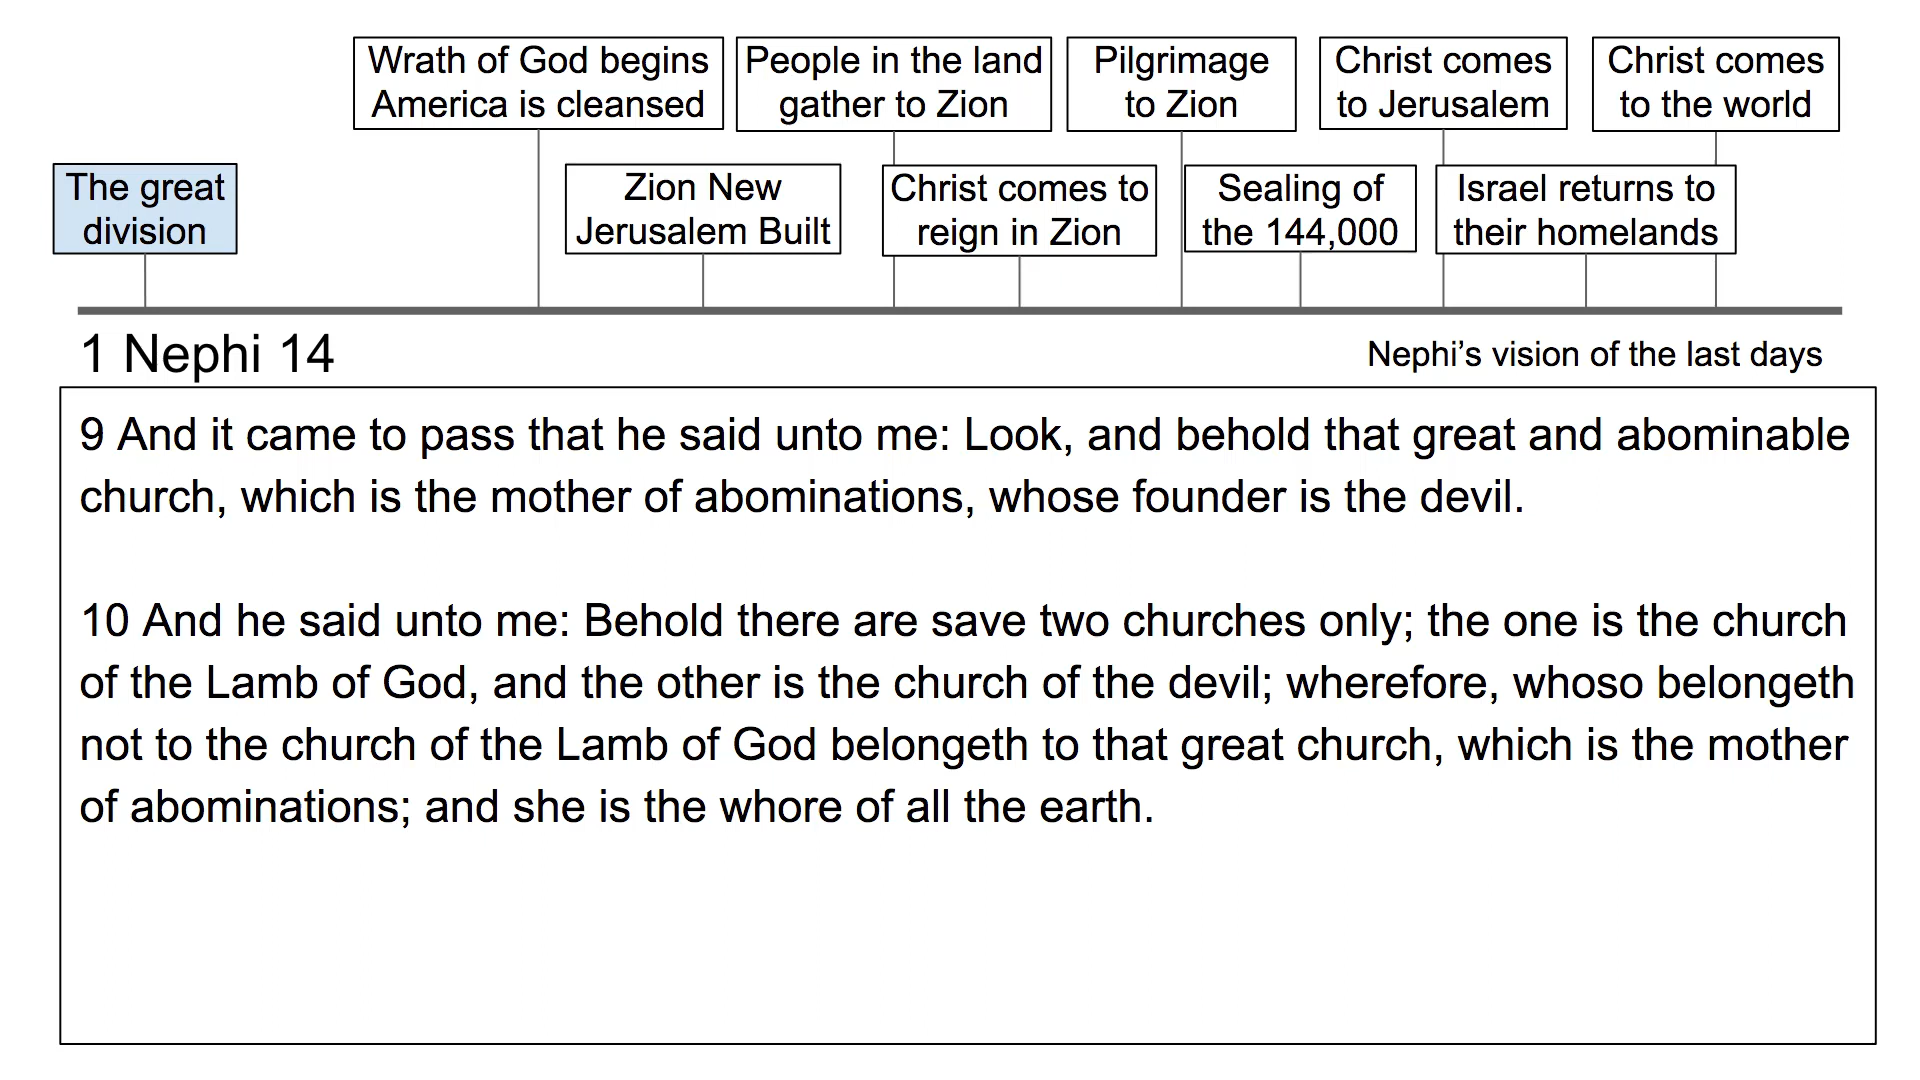 Wrath of God begins
America is cleansed
People in the land
gather to Zion
Pilgrimage
to Zion
Christ comes
to Jerusalem
Christ comes
to the world
The great
division
Zion New
Jerusalem Built
Christ comes to
reign in Zion
Sealing of
the 144,000
Israel returns to
their homelands
1 Nephi 14
Nephi’s vision of the last days
9 And it came to pass that he said unto me: Look, and behold that great and abominable
church, which is the mother of abominations, whose founder is the devil.
10 And he said unto me: Behold there are save two churches only; the one is the church
of the Lamb of God, and the other is the church of the devil; wherefore, whoso belongeth
not to the church of the Lamb of God belongeth to that great church, which is the mother
of abominations; and she is the whore of all the earth.